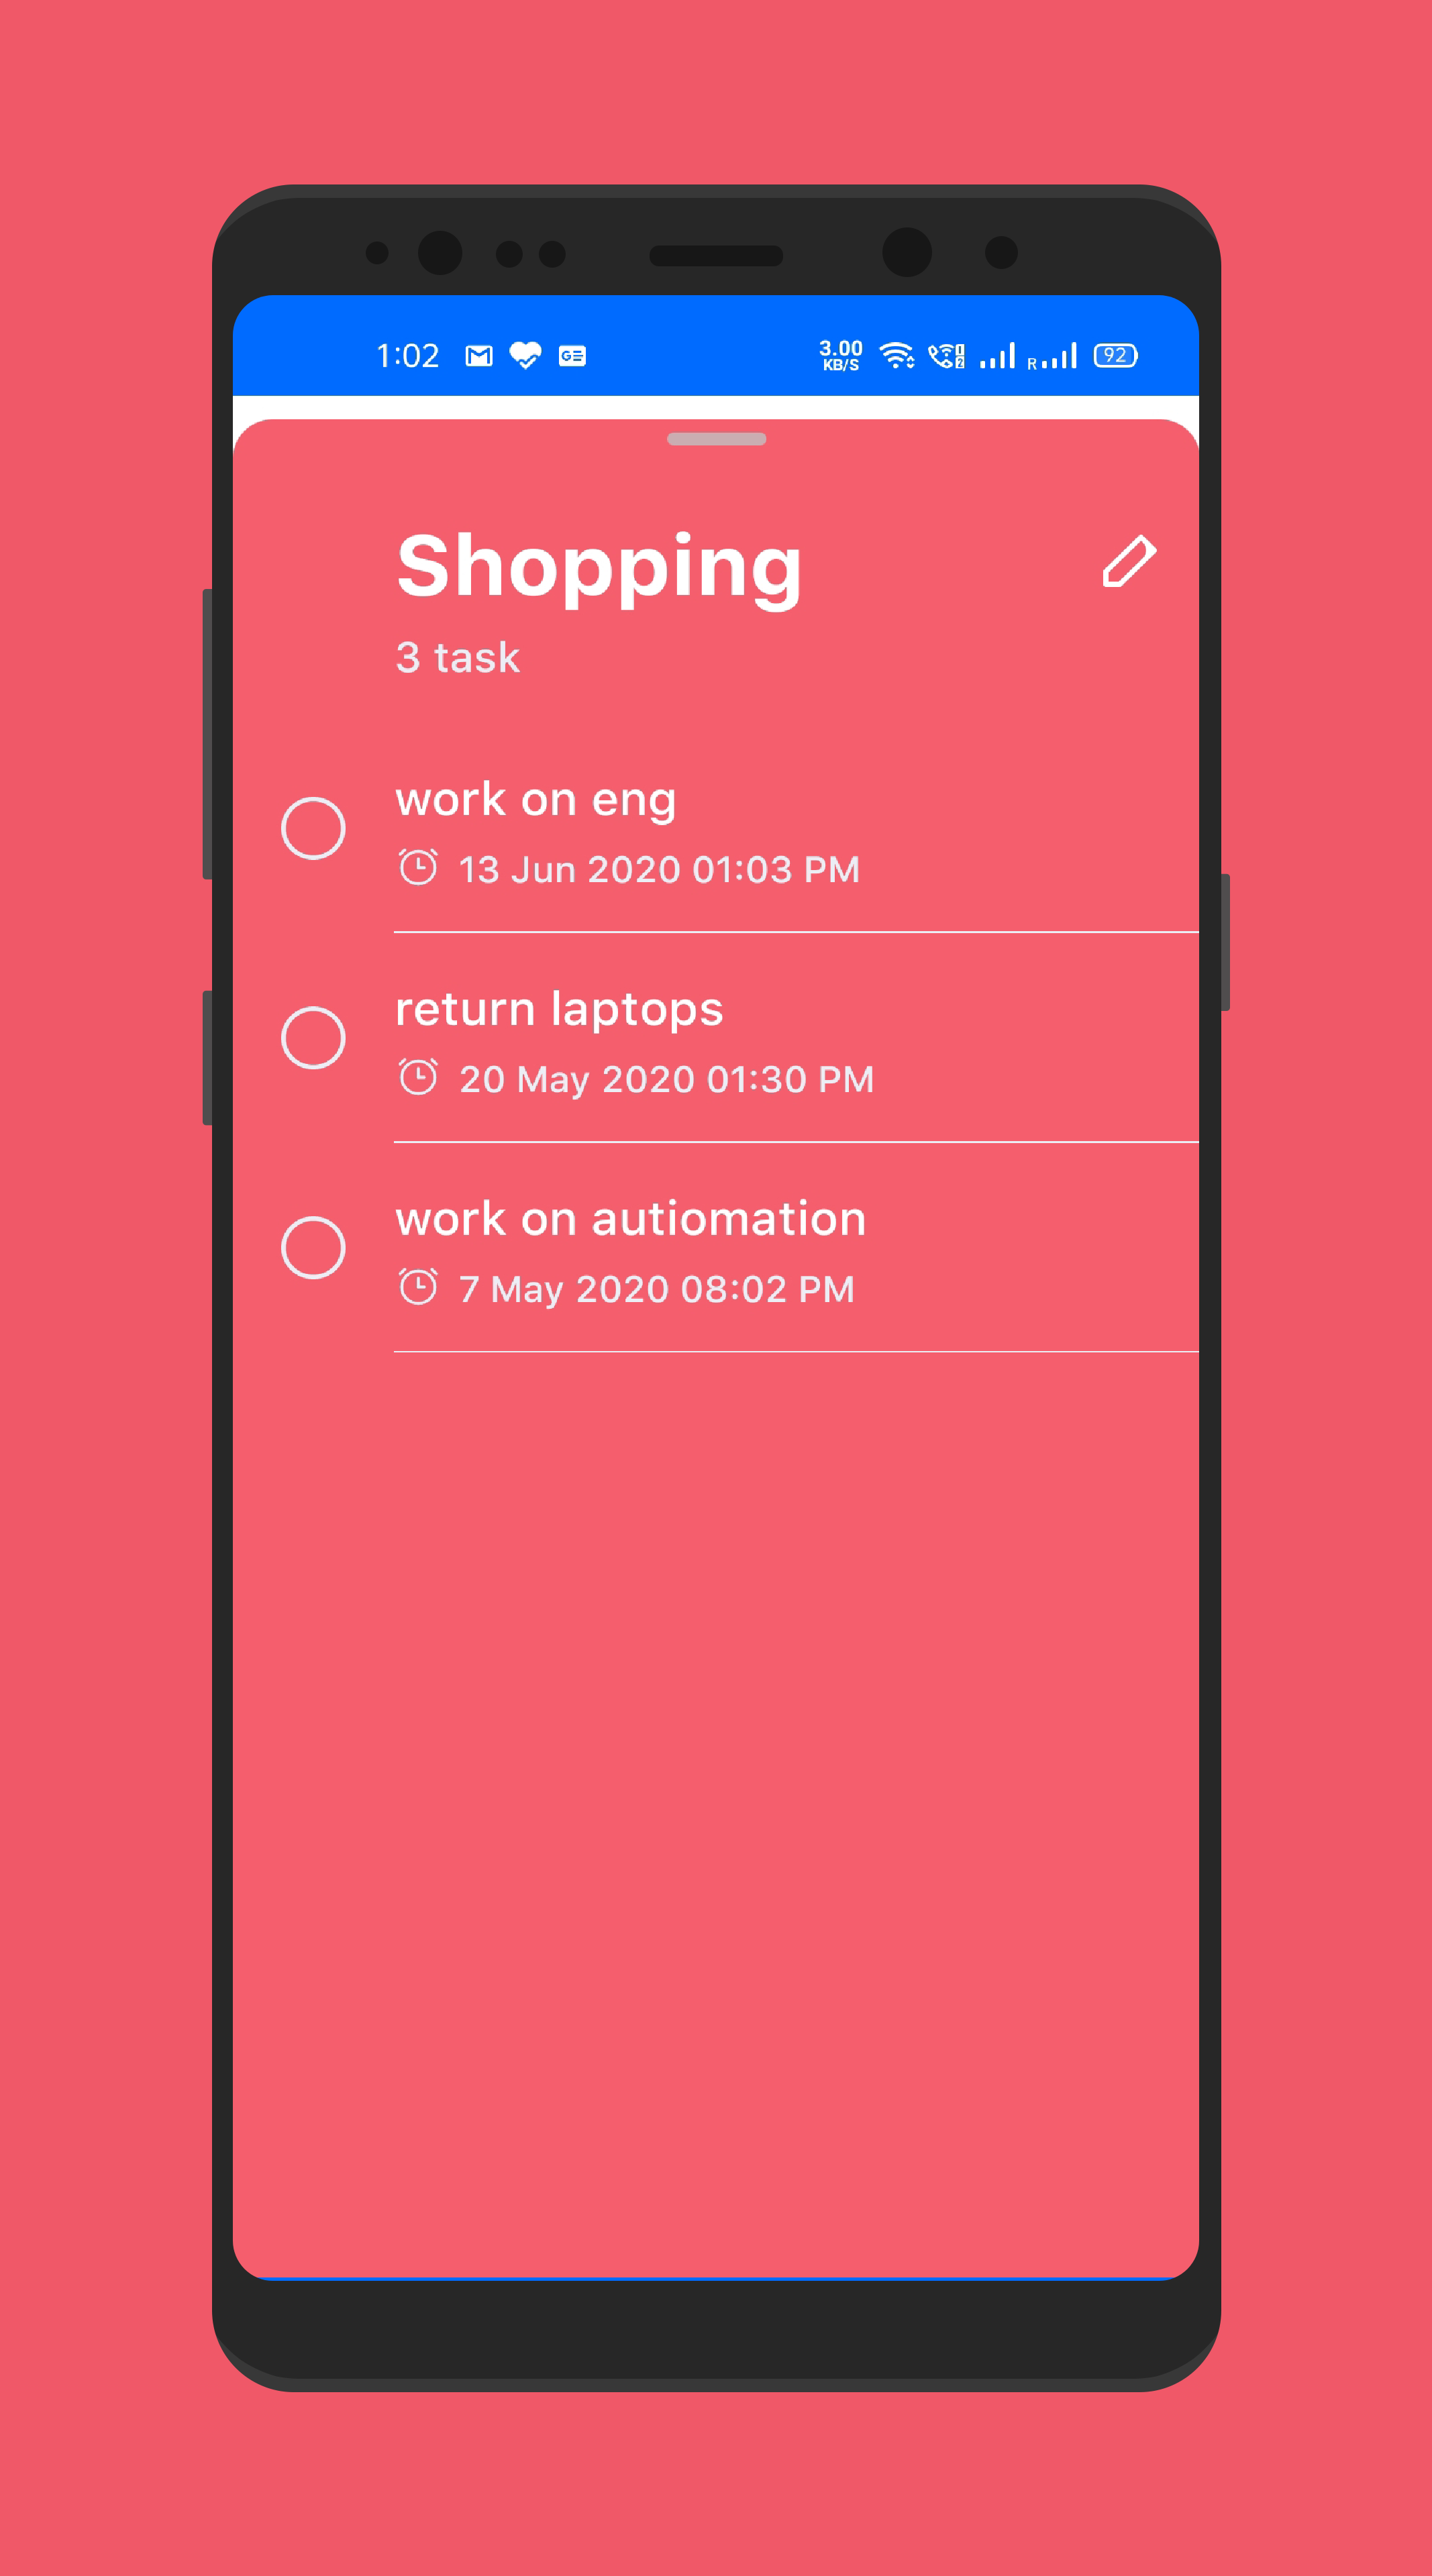 1:02 3.00 KB/S R 92
Shopping
3 task
work on eng
13 Jun 2020 01:03 PM
return laptops
20 May 2020 01:30 PM
work on autiomation
7 May 2020 08:02 PM